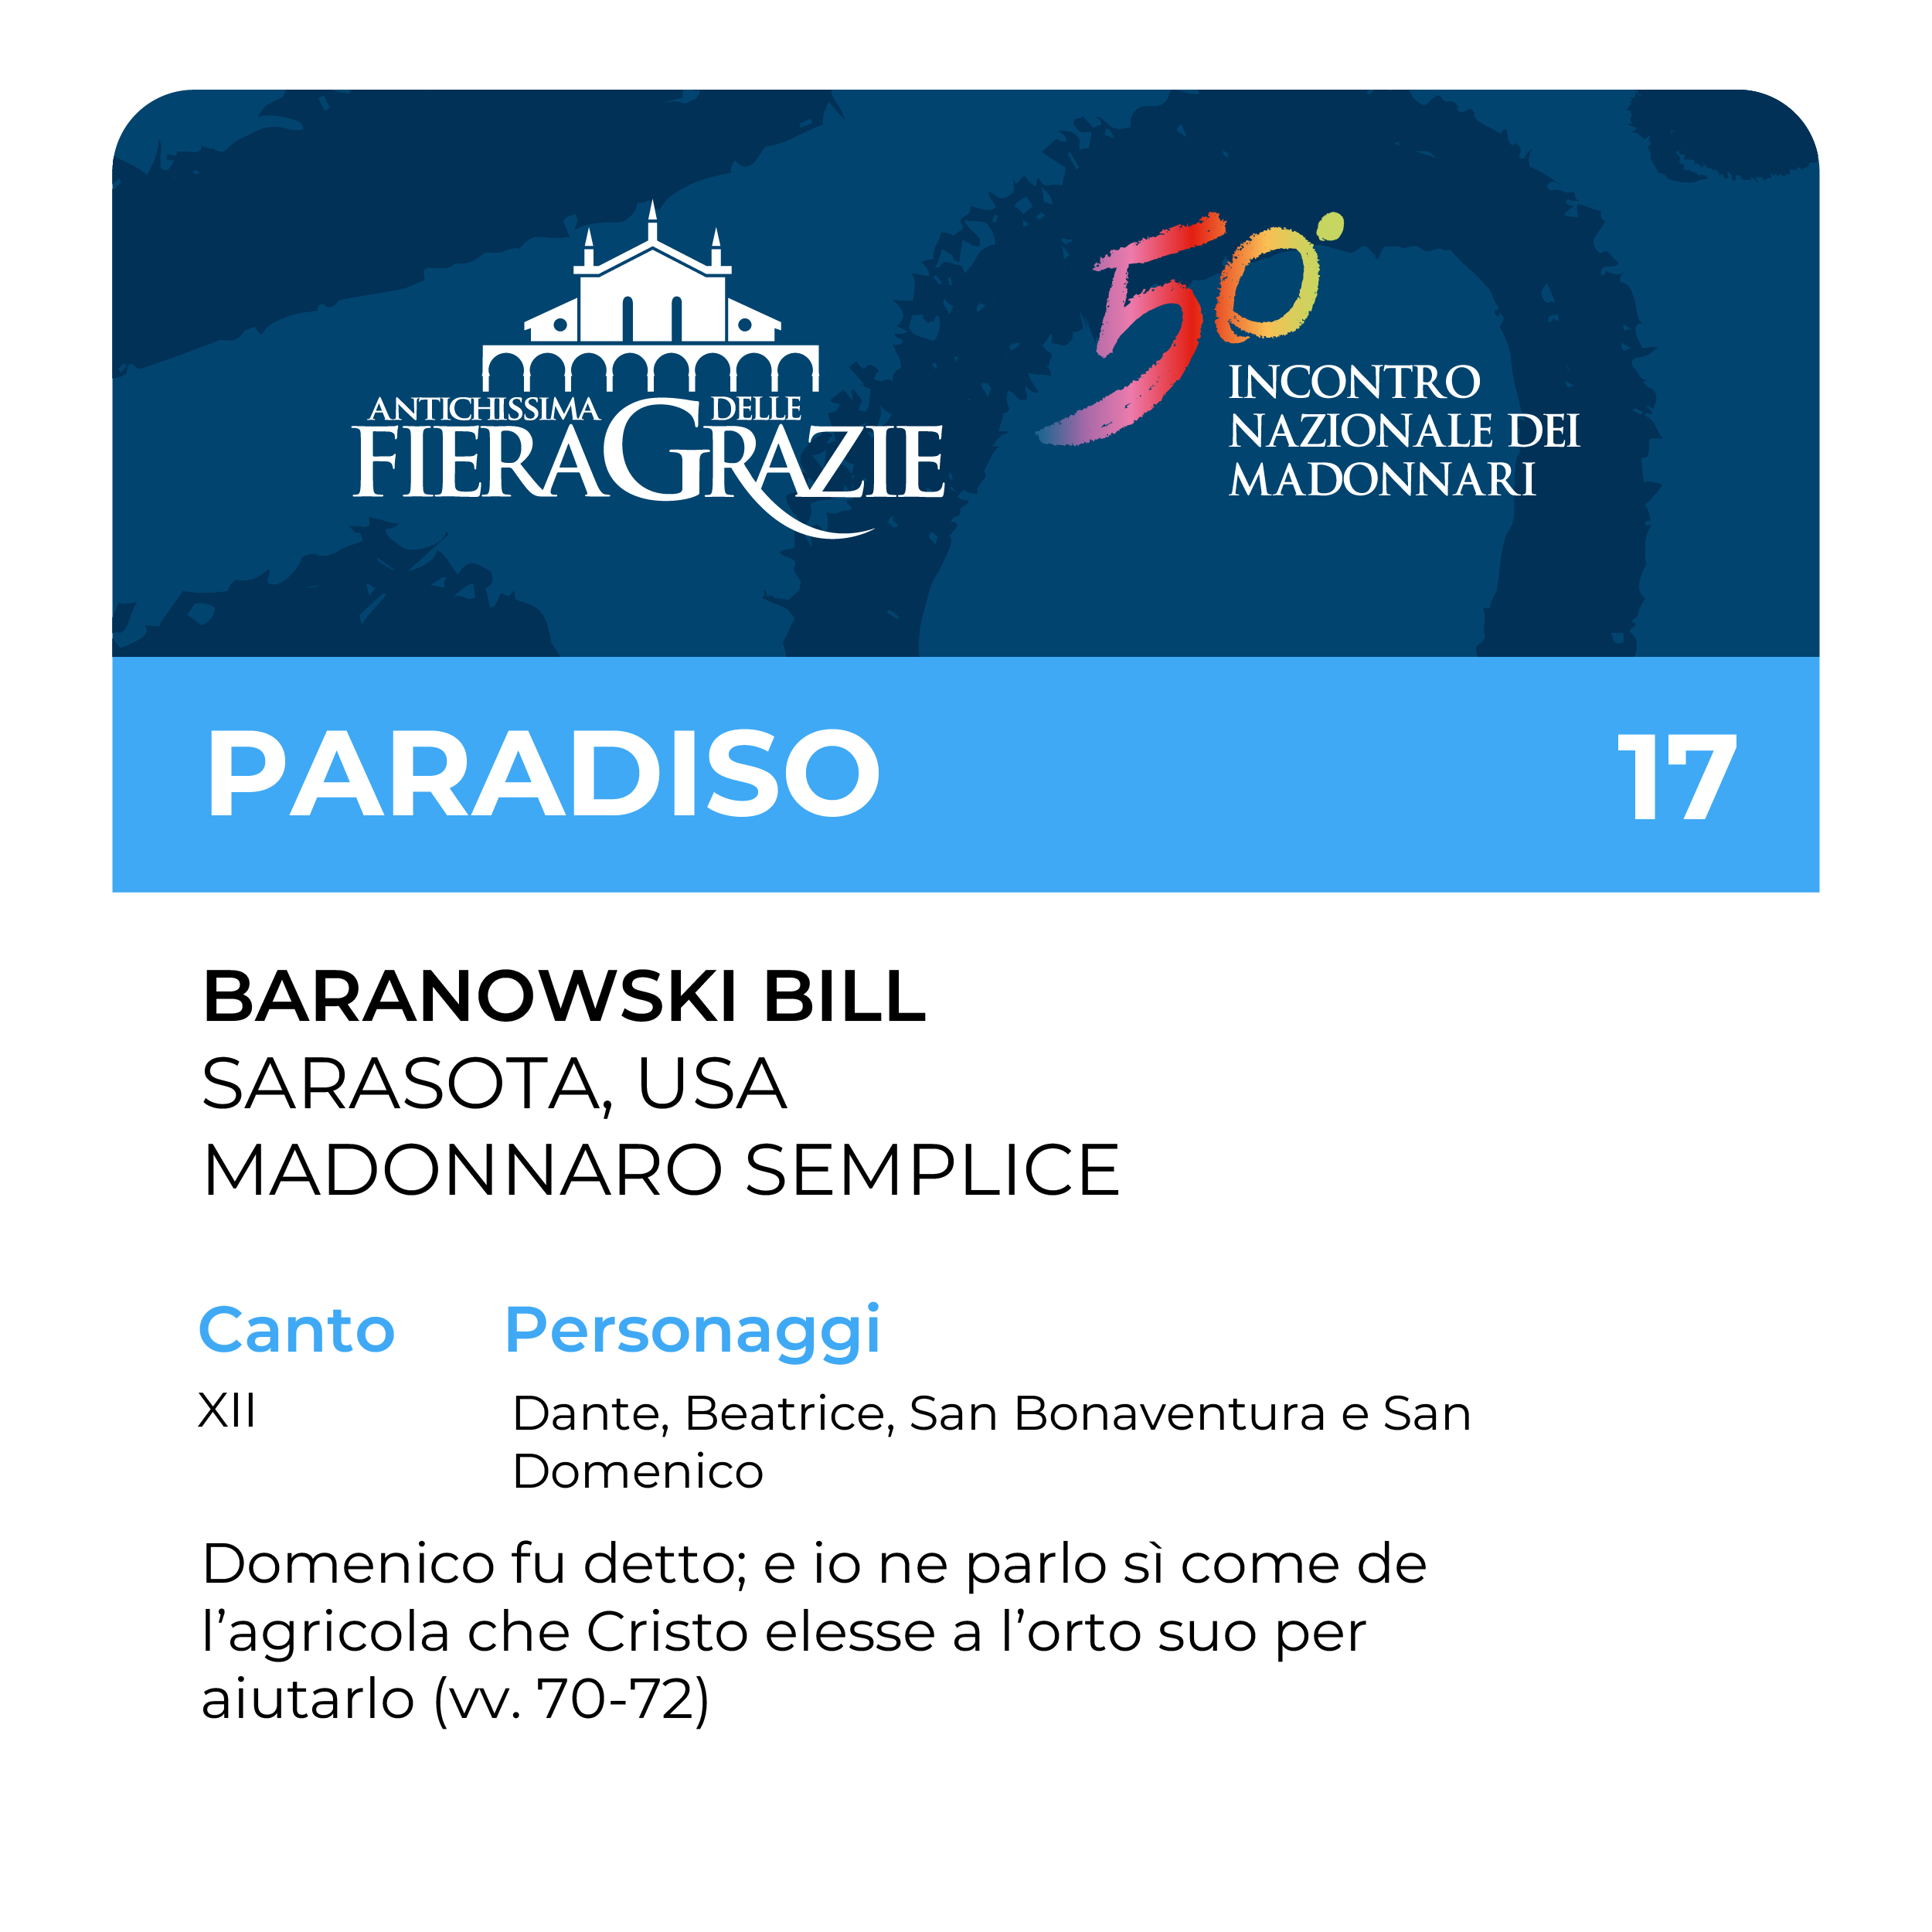 ANTICHISSIMA DELLE
FIERA GRAZIE
50°
INCONTRO
NAZIONALE DEI
MADONNARI
PARADISO 17
BARANOWSKI BILL
SARASOTA, USA
MADONNARO SEMPLICE
Canto Personaggi
XII Dante, Beatrice, San Bonaventura e San
Domenico
Domenico fu detto; e io ne parlo sì come de
l’agricola che Cristo elesse a l’orto suo per
aiutarlo (vv. 70-72)